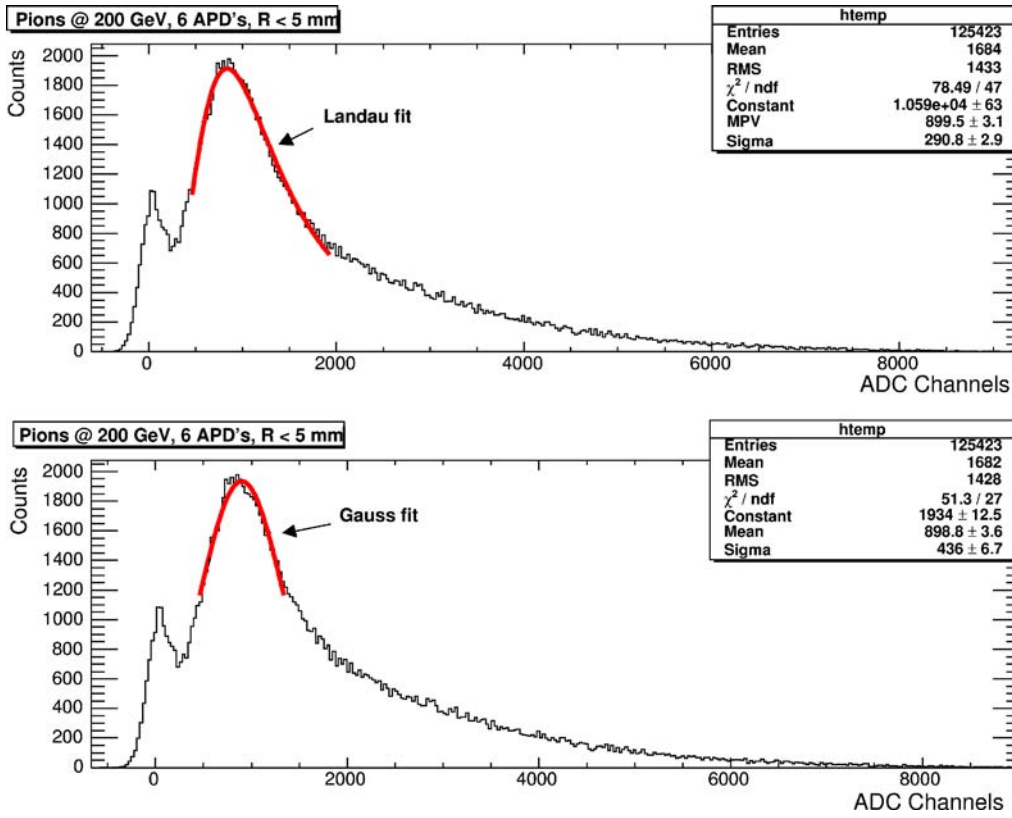 Pions @ 200 GeV, 6 APD's, R < 5 mm
htemp
Entries 125423
Mean 1684
RMS 1433
χ² / ndf 78.49 / 47
Constant 1.059e+04 ± 63
MPV 899.5 ± 3.1
Sigma 290.8 ± 2.9
Counts
2000
1800
1600
1400
1200
1000
800
600
400
200
0
Landau fit
0 2000 4000 6000 8000
ADC Channels
Pions @ 200 GeV, 6 APD's, R < 5 mm
htemp
Entries 125423
Mean 1682
RMS 1428
χ² / ndf 51.3 / 27
Constant 1934 ± 12.5
Mean 898.8 ± 3.6
Sigma 436 ± 6.7
Counts
2000
1800
1600
1400
1200
1000
800
600
400
200
0
Gauss fit
0 2000 4000 6000 8000
ADC Channels